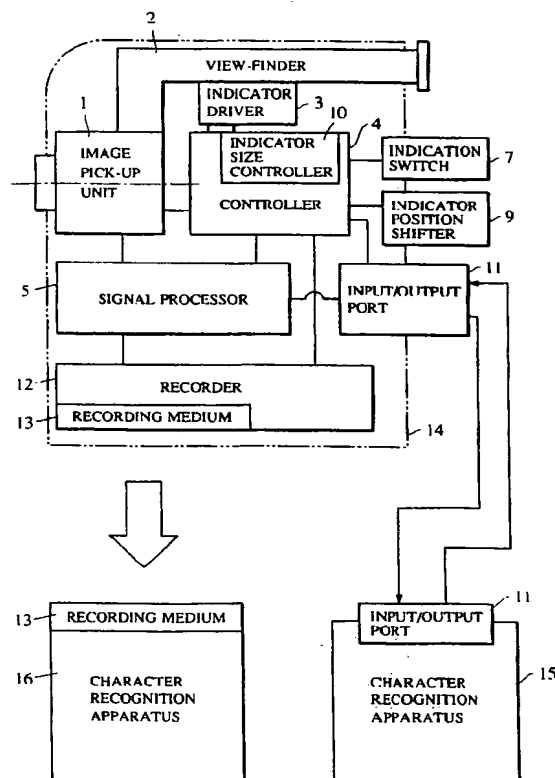 2
VIEW-FINDER
1
INDICATOR
DRIVER
3
10
4
IMAGE
PICK-UP
UNIT
INDICATOR
SIZE
CONTROLLER
CONTROLLER
INDICATION
SWITCH
7
INDICATOR
POSITION
SHIFTER
9
5
SIGNAL PROCESSOR
11
INPUT/OUTPUT
PORT
12
RECORDER
13
RECORDING MEDIUM
14
13
RECORDING MEDIUM
16
CHARACTER
RECOGNITION
APPARATUS
11
INPUT/OUTPUT
PORT
CHARACTER
RECOGNITION
APPARATUS
15